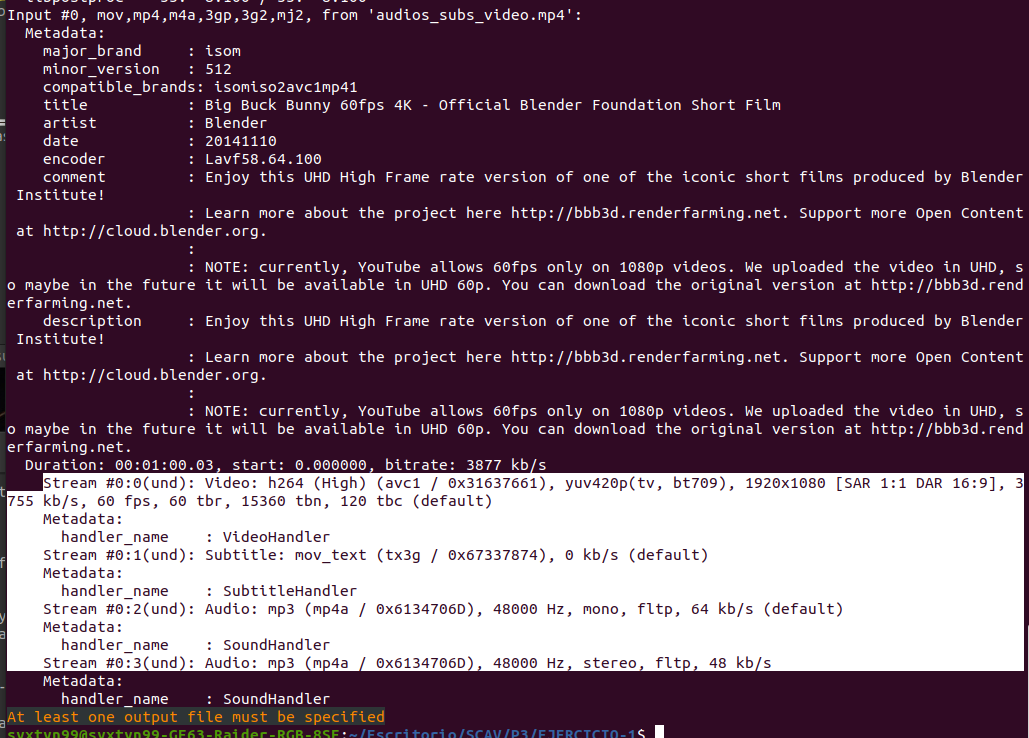 Input #0, mov,mp4,m4a,3gp,3g2,mj2, from 'audios_subs_video.mp4':
Metadata:
major_brand : isom
minor_version : 512
compatible_brands: isomiso2avc1mp41
title : Big Buck Bunny 60fps 4K - Official Blender Foundation Short Film
artist : Blender
date : 20141110
encoder : Lavf58.64.100
comment : Enjoy this UHD High Frame rate version of one of the iconic short films produced by Blender
Institute!
: Learn more about the project here http://bbb3d.renderfarming.net. Support more Open Content
at http://cloud.blender.org.
:
: NOTE: currently, YouTube allows 60fps only on 1080p videos. We uploaded the video in UHD, s
o maybe in the future it will be available in UHD 60p. You can download the original version at http://bbb3d.rend
erfarming.net.
description : Enjoy this UHD High Frame rate version of one of the iconic short films produced by Blender
Institute!
: Learn more about the project here http://bbb3d.renderfarming.net. Support more Open Content
at http://cloud.blender.org.
:
: NOTE: currently, YouTube allows 60fps only on 1080p videos. We uploaded the video in UHD, s
o maybe in the future it will be available in UHD 60p. You can download the original version at http://bbb3d.rend
erfarming.net.
Duration: 00:01:00.03, start: 0.000000, bitrate: 3877 kb/s
Stream #0:0(und): Video: h264 (High) (avc1 / 0x31637661), yuv420p(tv, bt709), 1920x1080 [SAR 1:1 DAR 16:9], 3
755 kb/s, 60 fps, 60 tbr, 15360 tbn, 120 tbc (default)
Metadata:
handler_name : VideoHandler
Stream #0:1(und): Subtitle: mov_text (tx3g / 0x67337874), 0 kb/s (default)
Metadata:
handler_name : SubtitleHandler
Stream #0:2(und): Audio: mp3 (mp4a / 0x6134706D), 48000 Hz, mono, fltp, 64 kb/s (default)
Metadata:
handler_name : SoundHandler
Stream #0:3(und): Audio: mp3 (mp4a / 0x6134706D), 48000 Hz, stereo, fltp, 48 kb/s
Metadata:
handler_name : SoundHandler
At least one output file must be specified
:~/Escritorio/SCAV/P3/EJERCICIO-1$